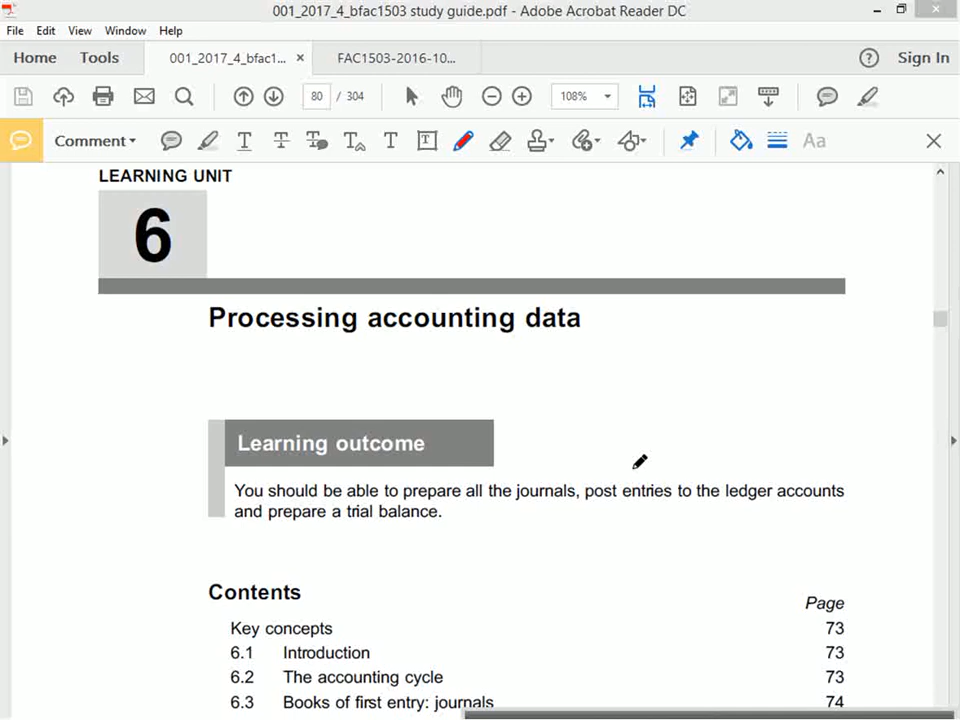 001_2017_4_bfac1503 study guide.pdf - Adobe Acrobat Reader DC
File Edit View Window Help
Home Tools 001_2017_4_bfac1... × FAC1503-2016-10... Sign In
80 / 304 108%
Comment Aa
LEARNING UNIT
6
Processing accounting data
Learning outcome
You should be able to prepare all the journals, post entries to the ledger accounts
and prepare a trial balance.
Contents
Page
Key concepts 73
6.1 Introduction 73
6.2 The accounting cycle 73
6.3 Books of first entry: journals 74